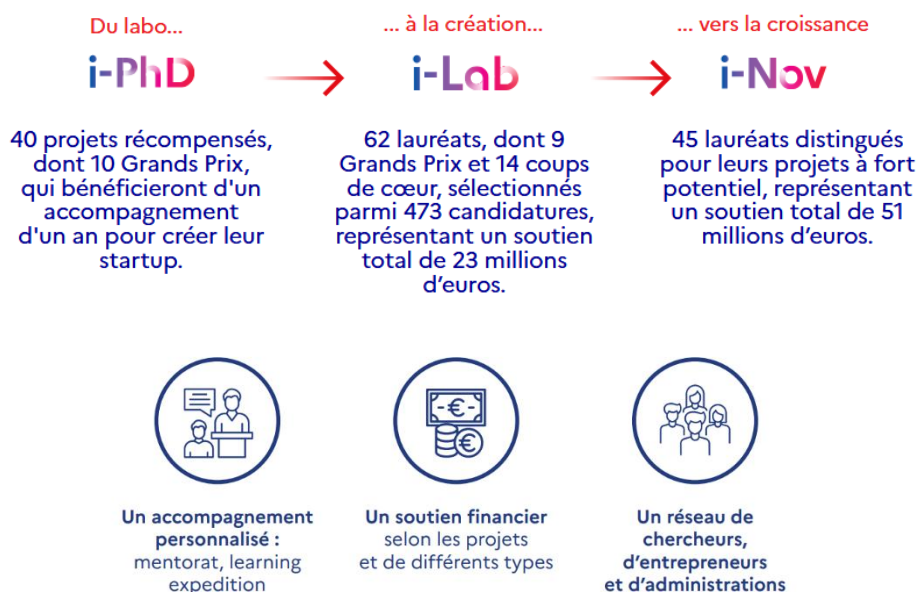 Du labo...
i-PhD
40 projets récompensés,
dont 10 Grands Prix,
qui bénéficieront d'un
accompagnement
d'un an pour créer leur
startup.
... à la création...
i-Lab
62 lauréats, dont 9
Grands Prix et 14 coups
de cœur, sélectionnés
parmi 473 candidatures,
représentant un soutien
total de 23 millions
d’euros.
... vers la croissance
i-Nov
45 lauréats distingués
pour leurs projets à fort
potentiel, représentant
un soutien total de 51
millions d’euros.
Un accompagnement
personnalisé :
mentorat, learning
expedition
Un soutien financier
selon les projets
et de différents types
Un réseau de
chercheurs,
d’entrepreneurs
et d’administrations